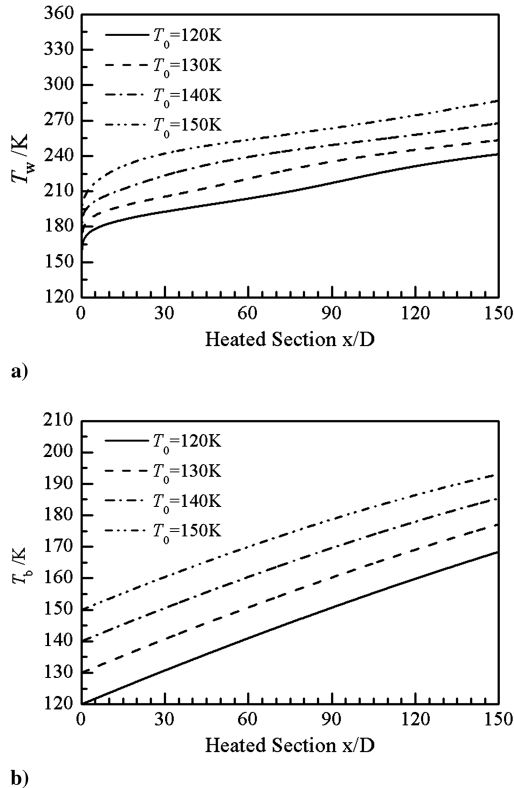 360
330
300
270
240
210
180
150
120
T_w /K
T_0=120K
T_0=130K
T_0=140K
T_0=150K
0 30 60 90 120 150
Heated Section x/D
a)
210
200
190
180
170
160
150
140
130
120
T_b /K
T_0=120K
T_0=130K
T_0=140K
T_0=150K
0 30 60 90 120 150
Heated Section x/D
b)